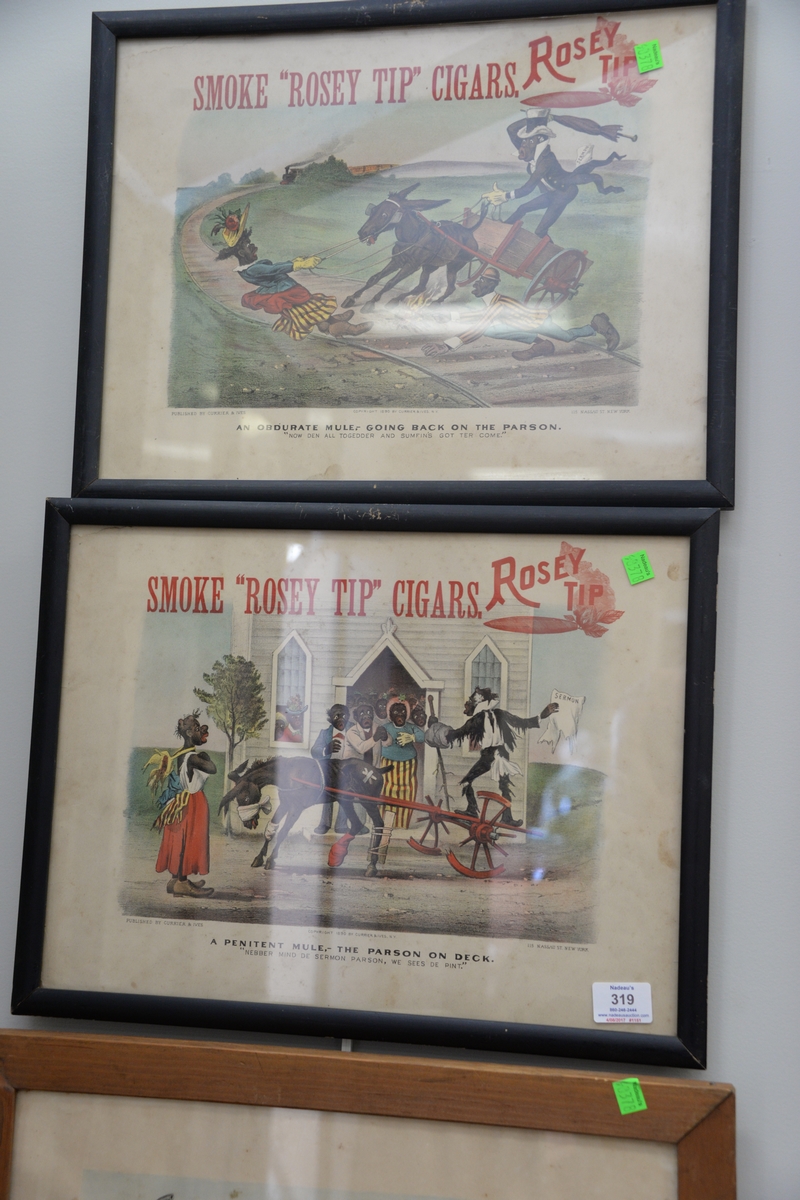 SMOKE "ROSEY TIP" CIGARS.
ROSEY
TIP
PUBLISHED BY CURRIER & IVES
AN OBDURATE MULE,- GOING BACK ON THE PARSON.
"NOW DEN ALL TOGEDDER AND SUMFINS GOT TER COME."
SMOKE "ROSEY TIP" CIGARS.
ROSEY
TIP
SERMON
PUBLISHED BY CURRIER & IVES
A PENITENT MULE,- THE PARSON ON DECK.
"NEBBER MIND DE SERMON PARSON, WE SEES DE PINT."
Nadeau's
319